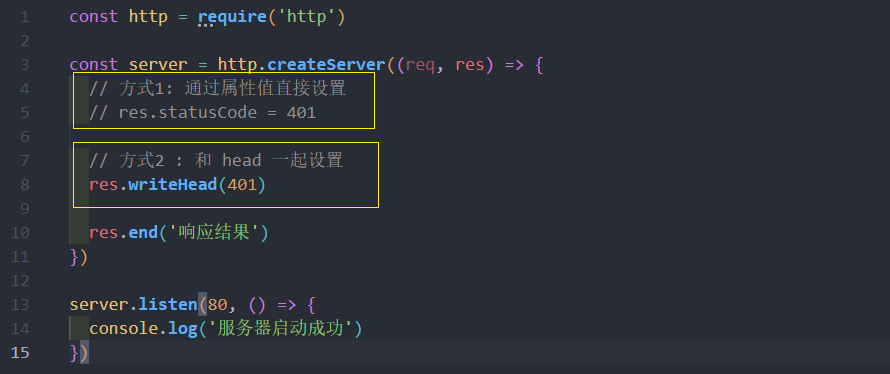 1 const http = require('http')
2
3 const server = http.createServer((req, res) => {
4 // 方式1: 通过属性值直接设置
5 // res.statusCode = 401
6
7 // 方式2 : 和 head 一起设置
8 res.writeHead(401)
9
10 res.end('响应结果')
11 })
12
13 server.listen(80, () => {
14 console.log('服务器启动成功')
15 })